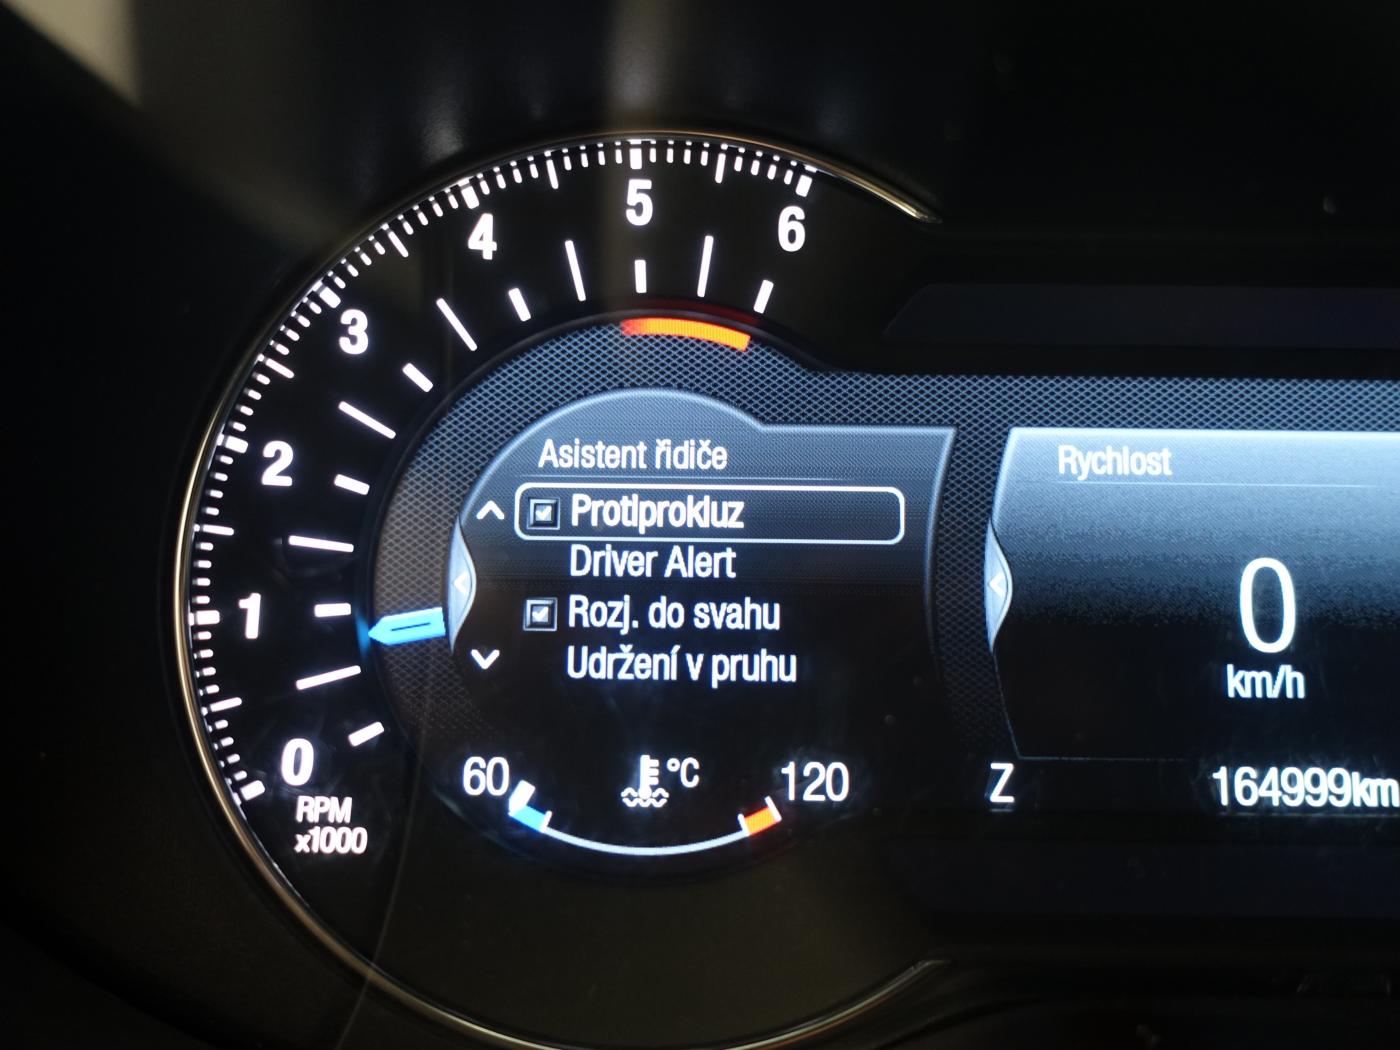 6
5
4
3
2
1
0
RPM
x1000
Asistent řidiče
Protiprokluz
Driver Alert
Rozj. do svahu
Udržení v pruhu
60
°C
120
Rychlost
0
km/h
Z
164999km